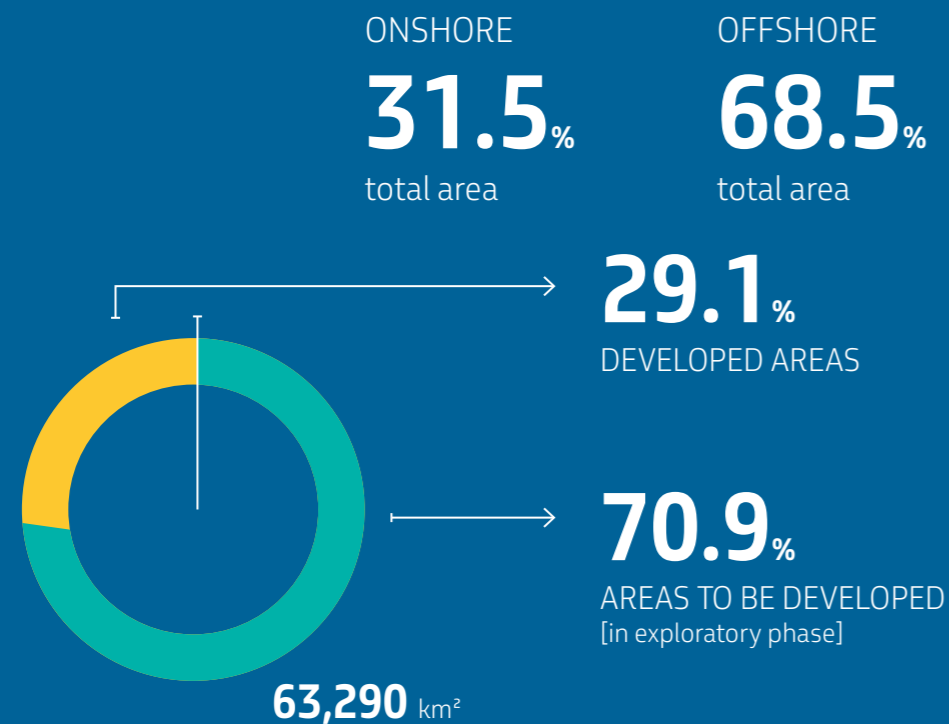 ONSHORE
31.5%
total area
OFFSHORE
68.5%
total area
29.1%
DEVELOPED AREAS
70.9%
AREAS TO BE DEVELOPED
[in exploratory phase]
63,290 km²